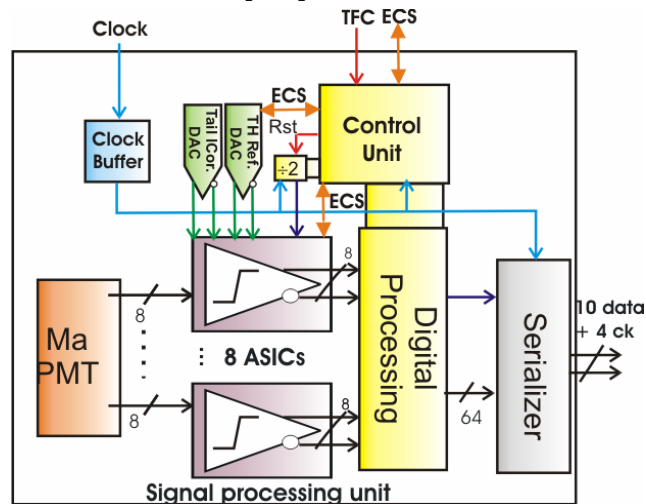 Clock
TFC ECS
ECS
Tail ICor.
DAC
TH Ref.
DAC
Rst
Control
Unit
Clock
Buffer
÷2
ECS
8
8
Ma
PMT
8 ASICs
Digital
Processing
Serializer
10 data
+ 4 ck
8
8
64
Signal processing unit